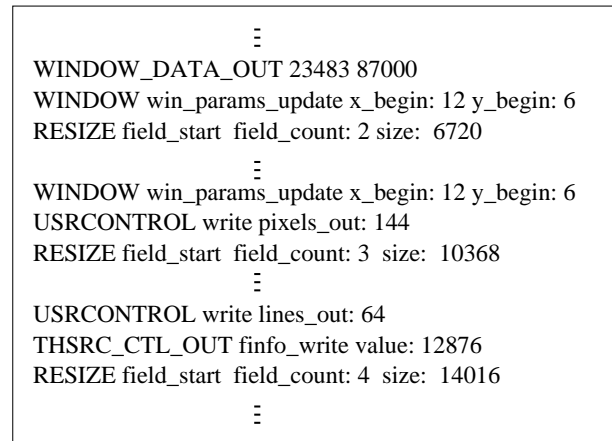 WINDOW_DATA_OUT 23483 87000
WINDOW win_params_update x_begin: 12 y_begin: 6
RESIZE field_start field_count: 2 size: 6720
WINDOW win_params_update x_begin: 12 y_begin: 6
USRCONTROL write pixels_out: 144
RESIZE field_start field_count: 3 size: 10368
USRCONTROL write lines_out: 64
THSRC_CTL_OUT finfo_write value: 12876
RESIZE field_start field_count: 4 size: 14016